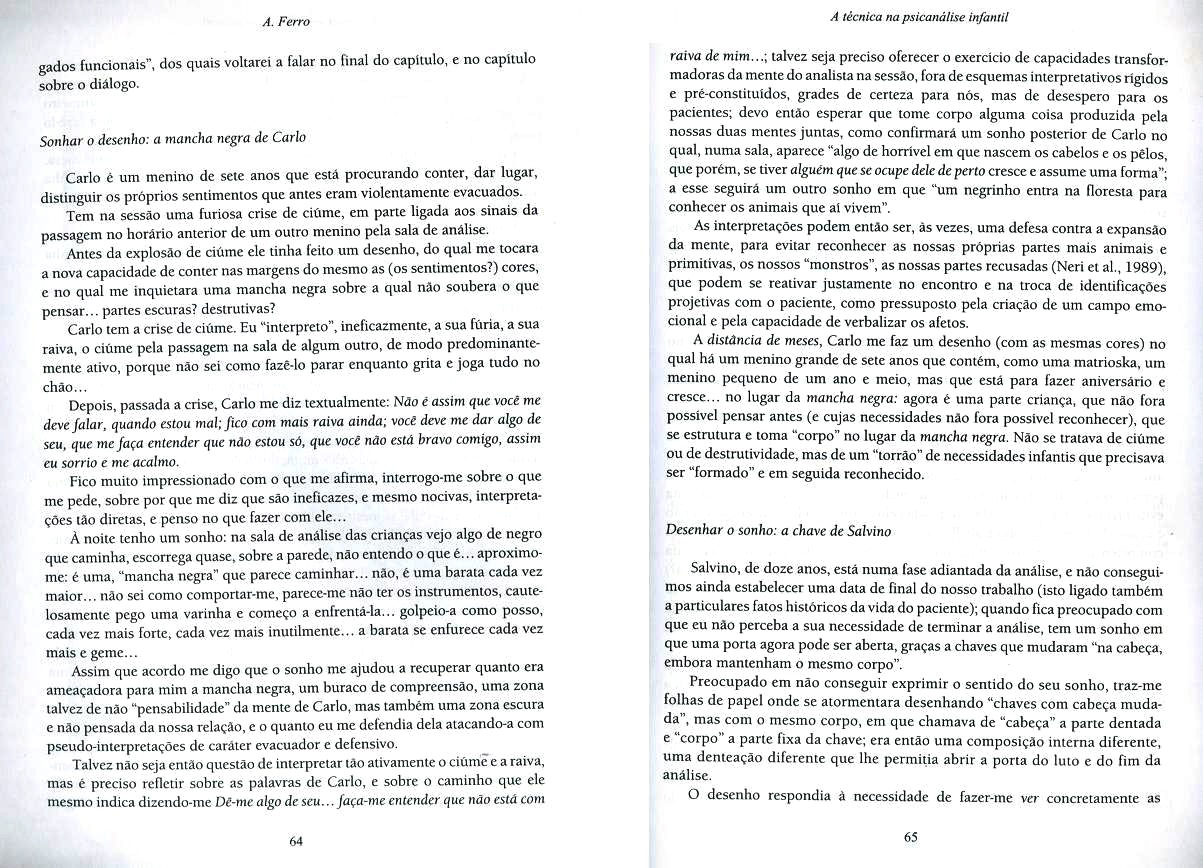 A. Ferro
gados funcionais”, dos quais voltarei a falar no final do capítulo, e no capítulo
sobre o diálogo.
Sonhar o desenho: a mancha negra de Carlo
Carlo é um menino de sete anos que está procurando conter, dar lugar,
distinguir os próprios sentimentos que antes eram violentamente evacuados.
Tem na sessão uma furiosa crise de ciúme, em parte ligada aos sinais da
passagem no horário anterior de um outro menino pela sala de análise.
Antes da explosão de ciúme ele tinha feito um desenho, do qual me tocara
a nova capacidade de conter nas margens do mesmo as (os sentimentos?) cores,
e no qual me inquietara uma mancha negra sobre a qual não soubera o que
pensar... partes escuras? destrutivas?
Carlo tem a crise de ciúme. Eu “interpreto”, ineficazmente, a sua fúria, a sua
raiva, o ciúme pela passagem na sala de algum outro, de modo predominante-
mente ativo, porque não sei como fazê-lo parar enquanto grita e joga tudo no
chão...
Depois, passada a crise, Carlo me diz textualmente: Não é assim que você me
deve falar, quando estou mal; fico com mais raiva ainda; você deve me dar algo de
seu, que me faça entender que não estou só, que você não está bravo comigo, assim
eu sorrio e me acalmo.
Fico muito impressionado com o que me afirma, interrogo-me sobre o que
me pede, sobre por que me diz que são ineficazes, e mesmo nocivas, interpreta-
ções tão diretas, e penso no que fazer com ele...
À noite tenho um sonho: na sala de análise das crianças vejo algo de negro
que caminha, escorrega quase, sobre a parede, não entendo o que é... aproximo-
me: é uma, “mancha negra” que parece caminhar... não, é uma barata cada vez
maior... não sei como comportar-me, parece-me não ter os instrumentos, caute-
losamente pego uma varinha e começo a enfrentá-la... golpeio-a como posso,
cada vez mais forte, cada vez mais inutilmente... a barata se enfurece cada vez
mais e geme...
Assim que acordo me digo que o sonho me ajudou a recuperar quanto era
ameaçadora para mim a mancha negra, um buraco de compreensão, uma zona
talvez de não “pensabilidade” da mente de Carlo, mas também uma zona escura
e não pensada da nossa relação, e o quanto eu me defendia dela atacando-a com
pseudo-interpretações de caráter evacuador e defensivo.
Talvez não seja então questão de interpretar tão ativamente o ciúme e a raiva,
mas é preciso refletir sobre as palavras de Carlo, e sobre o caminho que ele
mesmo indica dizendo-me Dê-me algo de seu... faça-me entender que não está com
64
A técnica na psicanálise infantil
raiva de mim...; talvez seja preciso oferecer o exercício de capacidades transfor-
madoras da mente do analista na sessão, fora de esquemas interpretativos rígidos
e pré-constituídos, grades de certeza para nós, mas de desespero para os
pacientes; devo então esperar que tome corpo alguma coisa produzida pela
nossas duas mentes juntas, como confirmará um sonho posterior de Carlo no
qual, numa sala, aparece “algo de horrível em que nascem os cabelos e os pêlos,
que porém, se tiver alguém que se ocupe dele de perto cresce e assume uma forma”;
a esse seguirá um outro sonho em que “um negrinho entra na floresta para
conhecer os animais que aí vivem”.
As interpretações podem então ser, às vezes, uma defesa contra a expansão
da mente, para evitar reconhecer as nossas próprias partes mais animais e
primitivas, os nossos “monstros”, as nossas partes recusadas (Neri et al., 1989),
que podem se reativar justamente no encontro e na troca de identificações
projetivas com o paciente, como pressuposto pela criação de um campo emo-
cional e pela capacidade de verbalizar os afetos.
A distância de meses, Carlo me faz um desenho (com as mesmas cores) no
qual há um menino grande de sete anos que contém, como uma matrioska, um
menino pequeno de um ano e meio, mas que está para fazer aniversário e
cresce... no lugar da mancha negra: agora é uma parte criança, que não fora
possível pensar antes (e cujas necessidades não fora possível reconhecer), que
se estrutura e toma “corpo” no lugar da mancha negra. Não se tratava de ciúme
ou de destrutividade, mas de um “torrão” de necessidades infantis que precisava
ser “formado” e em seguida reconhecido.
Desenhar o sonho: a chave de Salvino
Salvino, de doze anos, está numa fase adiantada da análise, e não consegui-
mos ainda estabelecer uma data de final do nosso trabalho (isto ligado também
a particulares fatos históricos da vida do paciente); quando fica preocupado com
que eu não perceba a sua necessidade de terminar a análise, tem um sonho em
que uma porta agora pode ser aberta, graças a chaves que mudaram “na cabeça,
embora mantenham o mesmo corpo”.
Preocupado em não conseguir exprimir o sentido do seu sonho, traz-me
folhas de papel onde se atormentara desenhando “chaves com cabeça muda-
da”, mas com o mesmo corpo, em que chamava de “cabeça” a parte dentada
e “corpo” a parte fixa da chave; era então uma composição interna diferente,
uma denteação diferente que lhe permitia abrir a porta do luto e do fim da
análise.
O desenho respondia à necessidade de fazer-me ver concretamente as
65